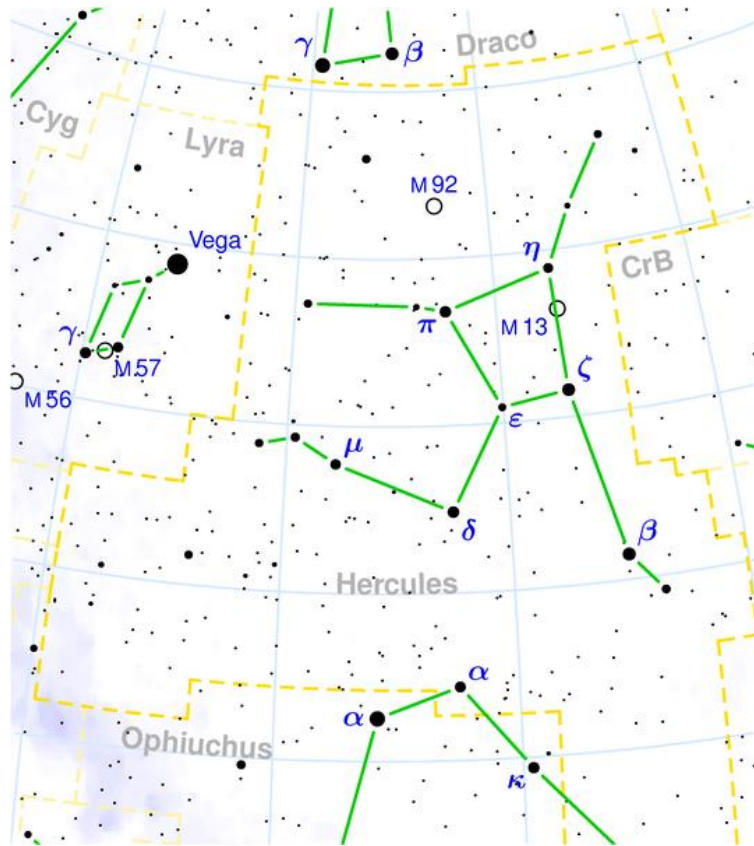 γ
β
Draco
Cyg
Lyra
M 92
Vega
η
CrB
π
M 13
γ
M 57
ζ
M 56
ε
μ
δ
β
Hercules
α
α
Ophiuchus
κ